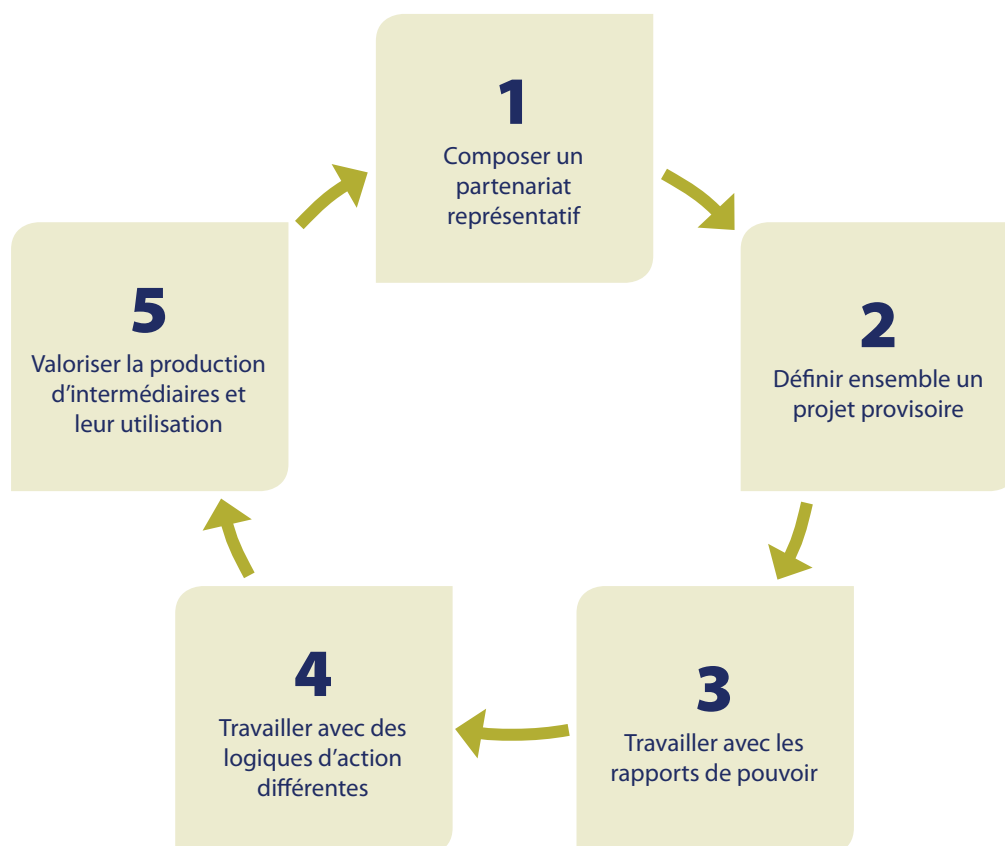 1
Composer un
partenariat
représentatif
2
Définir ensemble un
projet provisoire
3
Travailler avec les
rapports de pouvoir
4
Travailler avec des
logiques d’action
différentes
5
Valoriser la production
d’intermédiaires et
leur utilisation